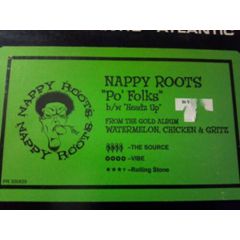 ATLANTIC
NAPPY ROOTS
NAPPY ROOTS
NAPPY ROOTS
"Po' Folks"
b/w "Headz Up"
FROM THE GOLD ALBUM
WATERMELON, CHICKEN & GRITZ
-THE SOURCE
-VIBE
-Rolling Stone